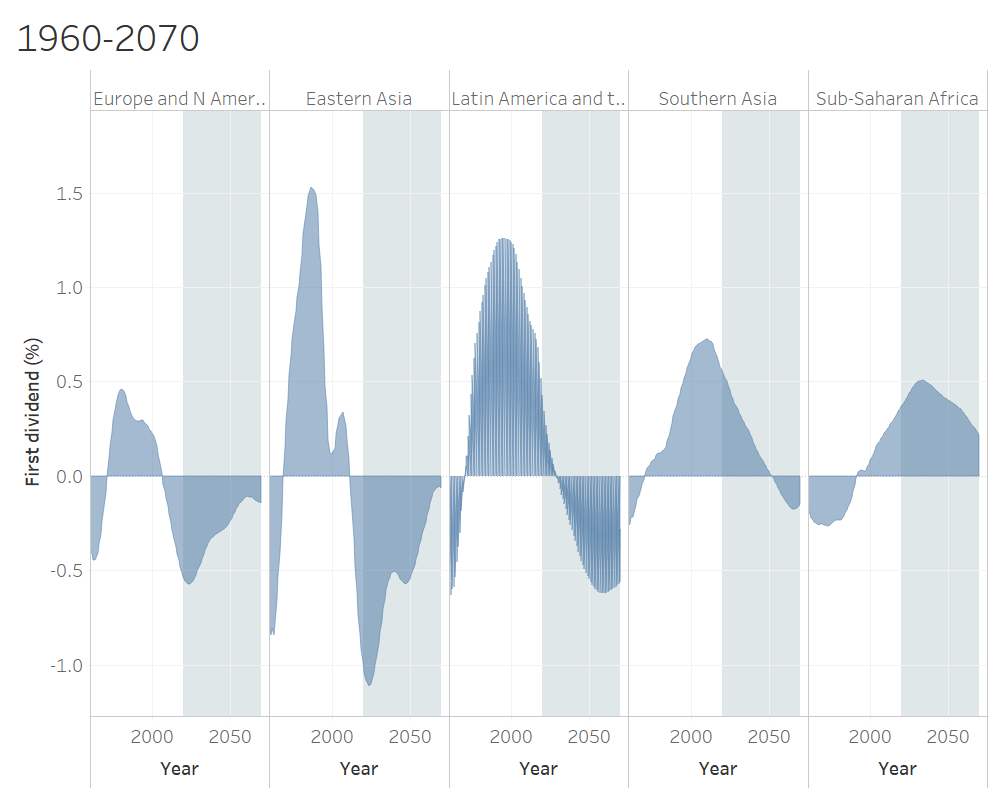 1960-2070
Europe and N Amer.. Eastern Asia Latin America and t.. Southern Asia Sub-Saharan Africa
First dividend (%)
1.5
1.0
0.5
0.0
-0.5
-1.0
2000 2050 2000 2050 2000 2050 2000 2050 2000 2050
Year Year Year Year Year